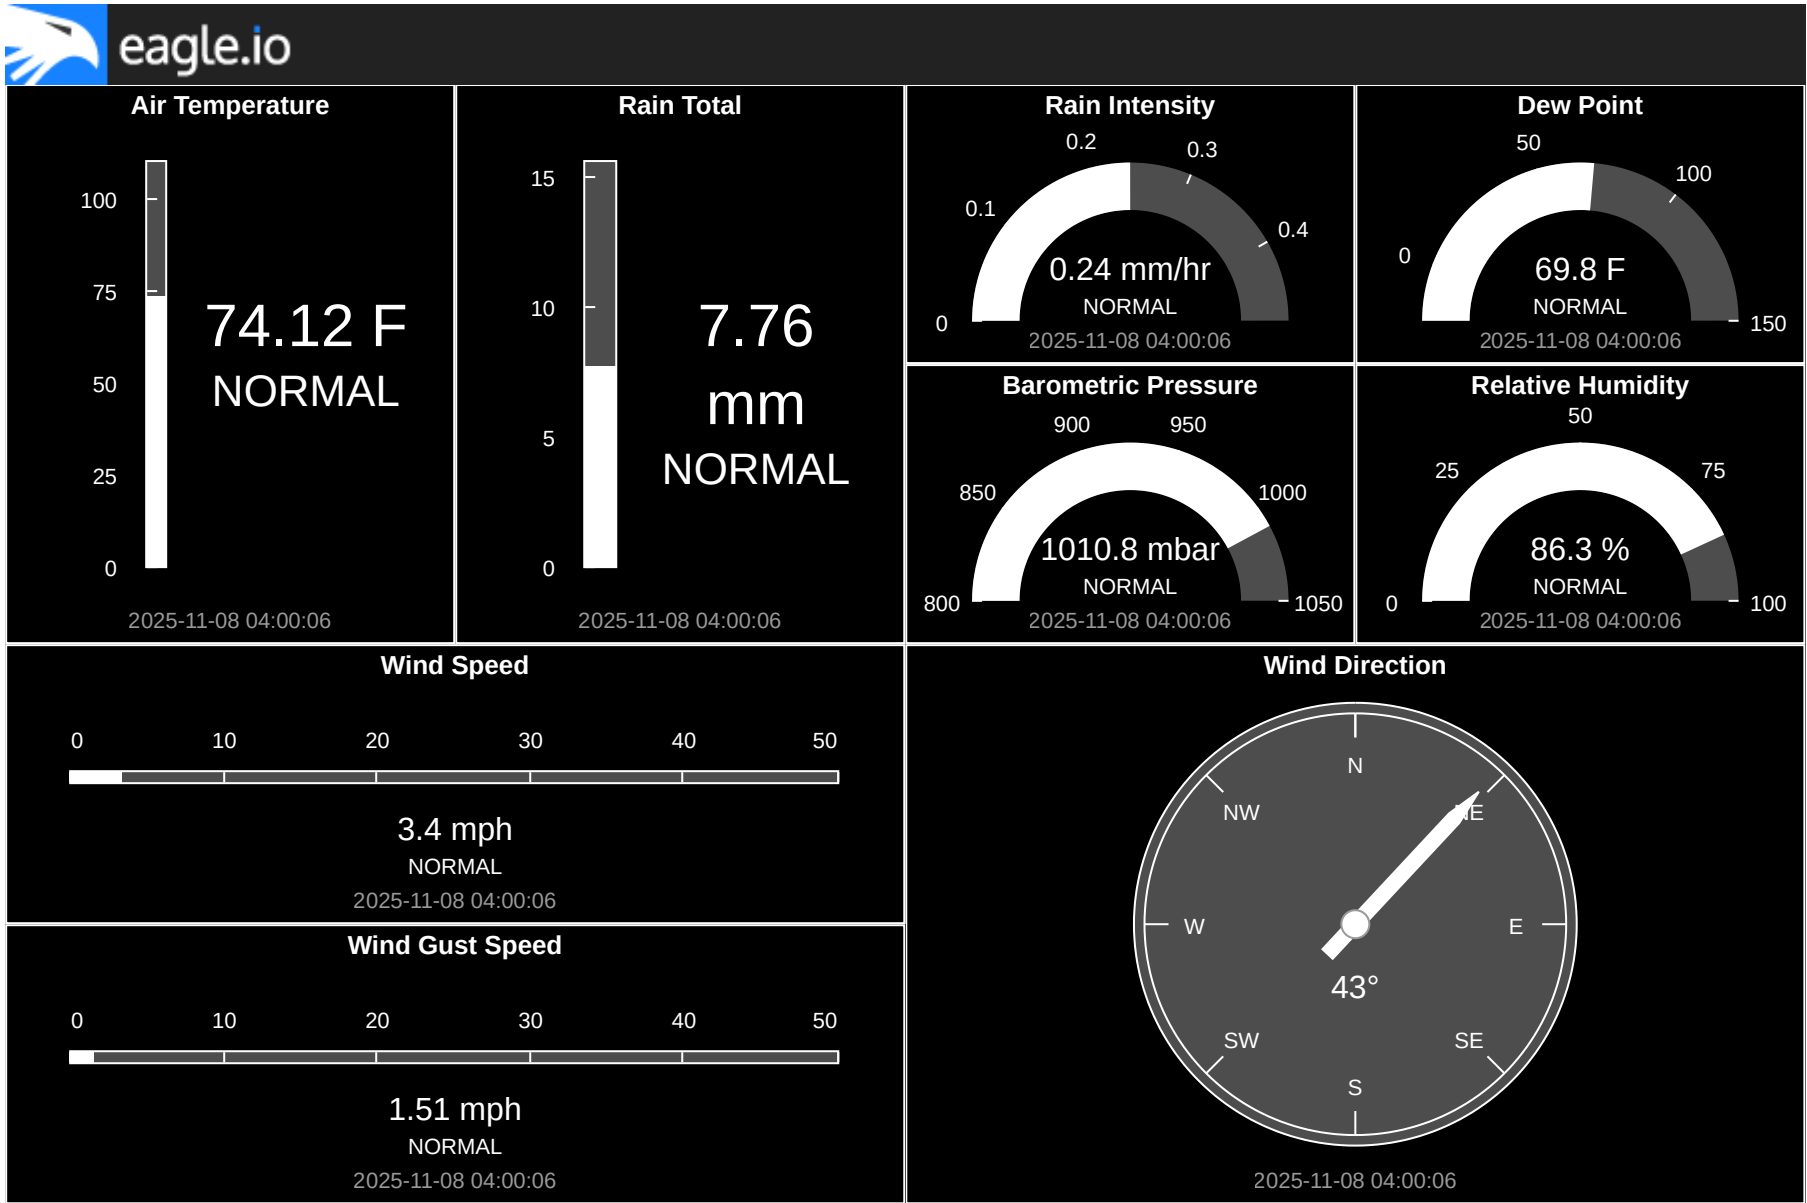 eagle.io
Air Temperature
100
75
50
25
0
74.12 F
NORMAL
2025-11-08 04:00:06
Rain Total
15
10
5
0
7.76
mm
NORMAL
2025-11-08 04:00:06
Rain Intensity
0
0.1
0.2
0.3
0.4
0.24 mm/hr
NORMAL
2025-11-08 04:00:06
Dew Point
0
50
100
150
69.8 F
NORMAL
2025-11-08 04:00:06
Barometric Pressure
800
850
900
950
1000
1050
1010.8 mbar
NORMAL
2025-11-08 04:00:06
Relative Humidity
0
25
50
75
100
86.3 %
NORMAL
2025-11-08 04:00:06
Wind Speed
0 10 20 30 40 50
3.4 mph
NORMAL
2025-11-08 04:00:06
Wind Gust Speed
0 10 20 30 40 50
1.51 mph
NORMAL
2025-11-08 04:00:06
Wind Direction
N
NW NE
W E
43°
SW SE
S
2025-11-08 04:00:06